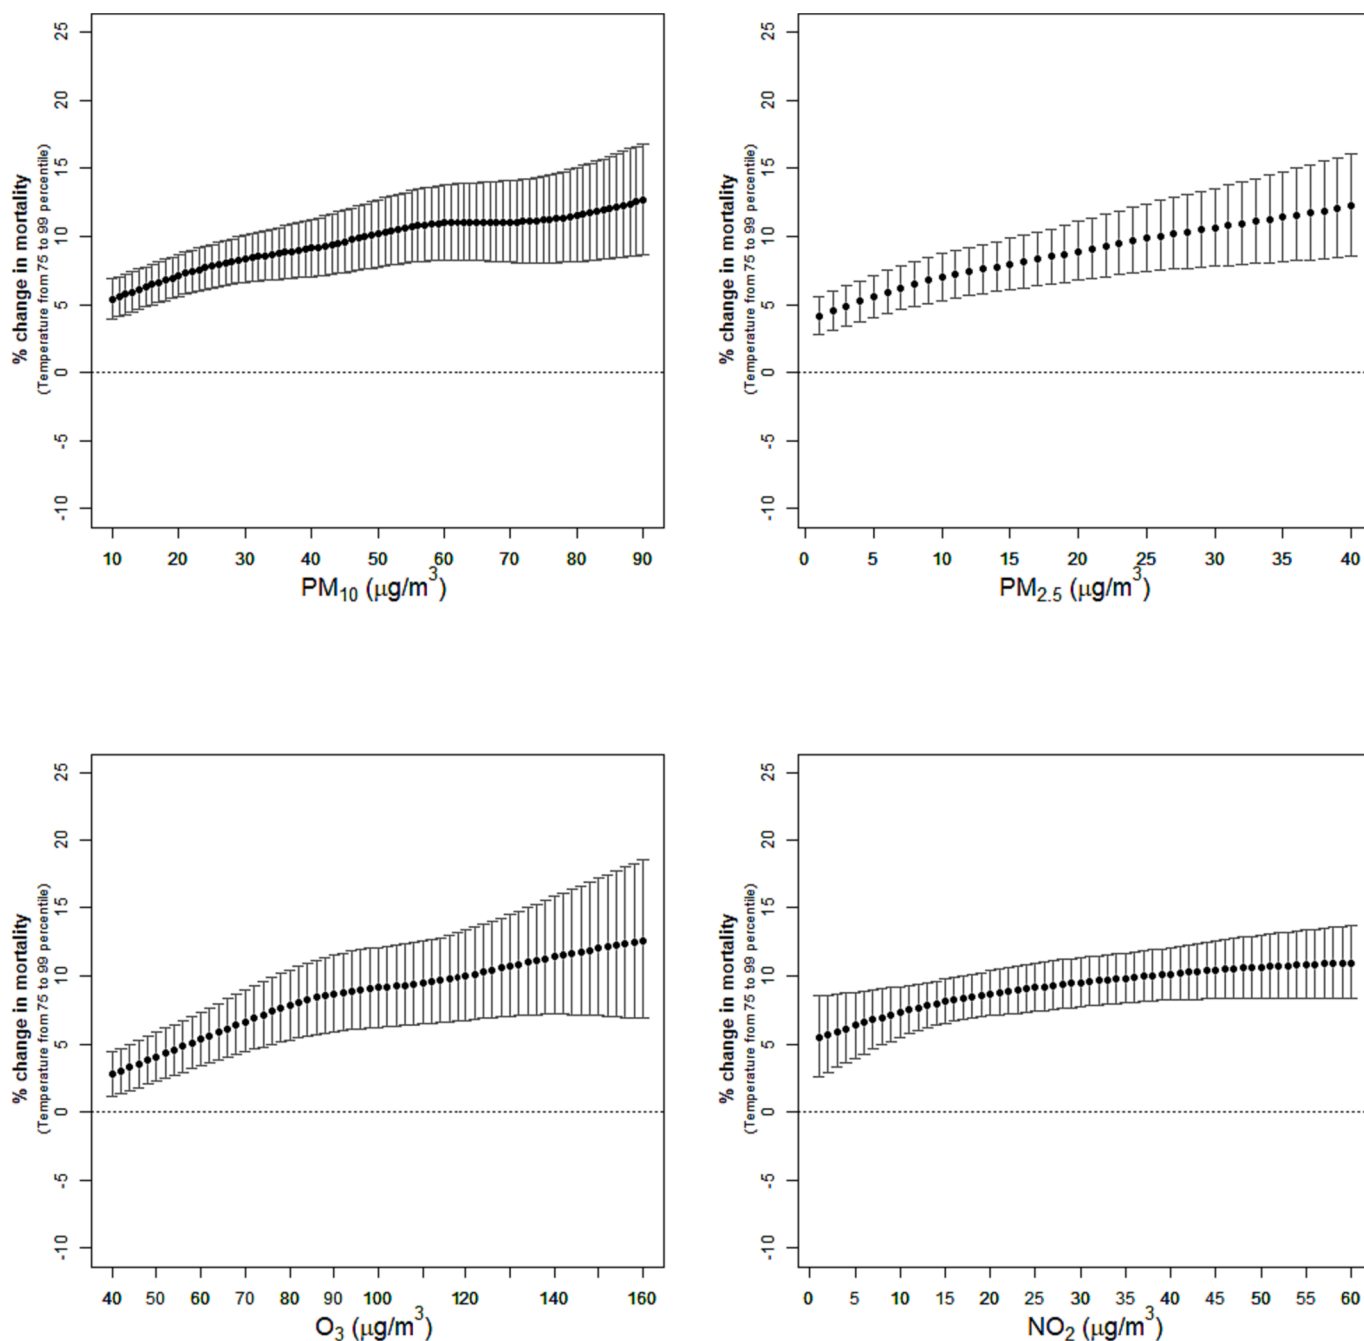 % change in mortality
(Temperature from 75 to 99 percentile)
25
20
15
10
5
0
-5
-10
10 20 30 40 50 60 70 80 90
PM₁₀ (μg/m³)
% change in mortality
(Temperature from 75 to 99 percentile)
25
20
15
10
5
0
-5
-10
0 5 10 15 20 25 30 35 40
PM₂.₅ (μg/m³)
% change in mortality
(Temperature from 75 to 99 percentile)
25
20
15
10
5
0
-5
-10
40 50 60 70 80 90 100 120 140 160
O₃ (μg/m³)
% change in mortality
(Temperature from 75 to 99 percentile)
25
20
15
10
5
0
-5
-10
0 5 10 15 20 25 30 35 40 45 50 55 60
NO₂ (μg/m³)